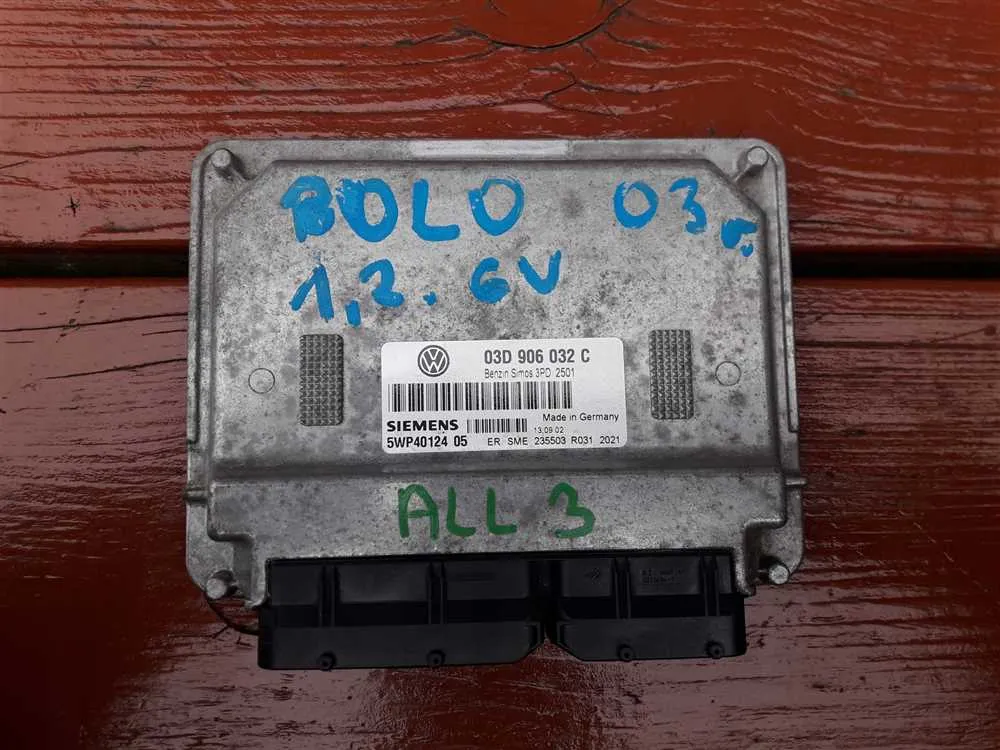 BOLO 03 г.
1,2. 6V
03D 906 032 C
Benzin Simos 3PD 2501
Made in Germany
SIEMENS 13.09.02
5WP40124 05 ER SME 235503 R031 2021
ALL 3